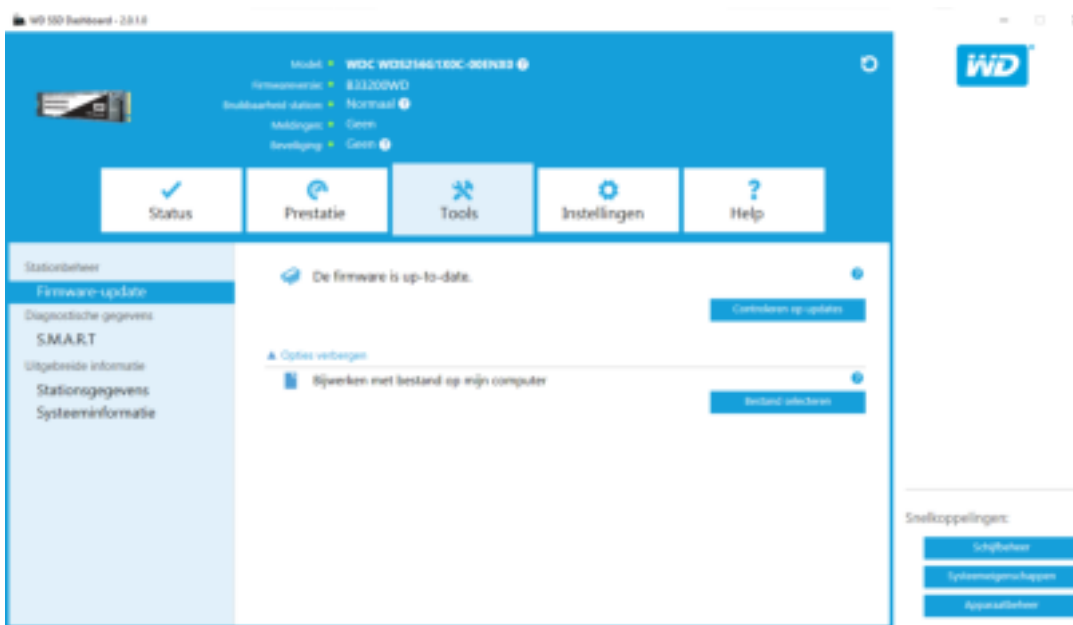 WD SSD Dashboard - 2.0.1.0
Model: WDC WDS256G1X0C-00ENX0
Firmwareversie: B33200WD
Bruikbaarheid station: Normaal
Meldingen: Geen
Beveiliging: Geen
WD
Status
Prestatie
Tools
Instellingen
Help
Stationbeheer
Firmware-update
Diagnostische gegevens
S.M.A.R.T
Uitgebreide informatie
Stationsgegevens
Systeeminformatie
De firmware is up-to-date.
Controleren op updates
Opties verbergen
Bijwerken met bestand op mijn computer
Bestand selecteren
Snelkoppelingen:
Schijfbeheer
Systeemeigenschappen
Apparaatbeheer